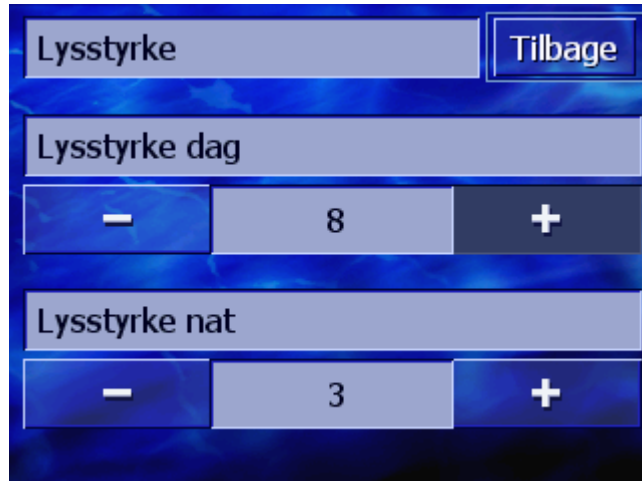 Lysstyrke
Tilbage
Lysstyrke dag
– 8 +
Lysstyrke nat
– 3 +